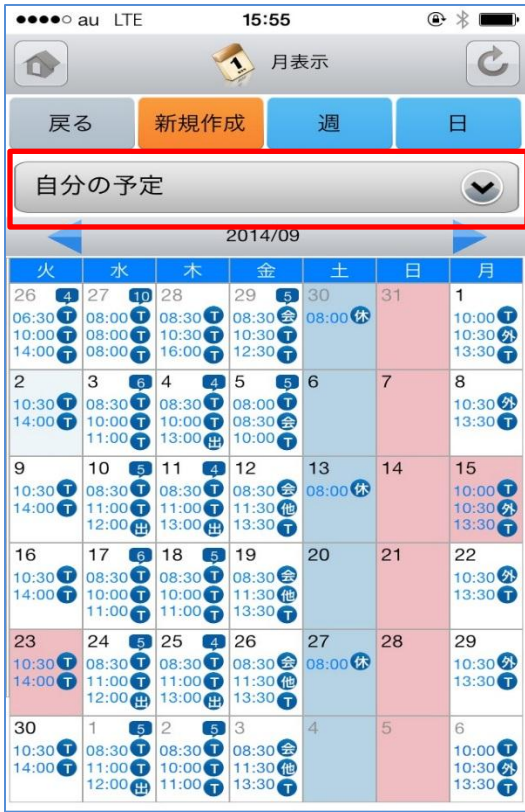 au LTE 15:55
1 月表示
戻る 新規作成 週 日
自分の予定
2014/09
火 水 木 金 土 日 月
26 4 27 10 28 29 5 30 31 1
06:30 T 08:00 T 08:30 T 08:30 会 08:00 休 10:00 T
10:00 T 08:00 T 10:30 T 10:30 T 10:30 外
14:00 T 08:00 T 16:00 T 12:30 T 13:30 T
2 3 6 4 4 5 5 6 7 8
10:30 T 08:30 T 08:30 T 08:00 T 10:30 外
14:00 T 10:00 T 10:00 T 08:30 会 13:30 T
11:00 T 13:00 出 10:00 T
9 10 5 11 4 12 13 14 15
10:30 T 08:30 T 08:30 T 08:30 会 08:00 休 10:00 T
14:00 T 11:00 T 11:00 T 11:30 他 10:30 外
12:00 出 13:00 出 13:30 T 13:30 T
16 17 6 18 5 19 20 21 22
10:30 T 08:30 T 08:30 T 08:30 会 10:30 外
14:00 T 10:00 T 10:00 T 11:30 他 13:30 T
11:00 T 11:00 T 13:30 T
23 24 5 25 4 26 27 28 29
10:30 T 08:30 T 08:30 T 08:30 会 08:00 休 10:30 外
14:00 T 11:00 T 11:00 T 11:30 他 13:30 T
12:00 出 13:00 出 13:30 T
30 1 5 2 5 3 4 5 6
10:30 T 08:30 T 08:30 T 08:30 会 10:00 T
14:00 T 11:00 T 10:00 T 11:30 他 10:30 外
12:00 出 11:00 T 13:30 T 13:30 T